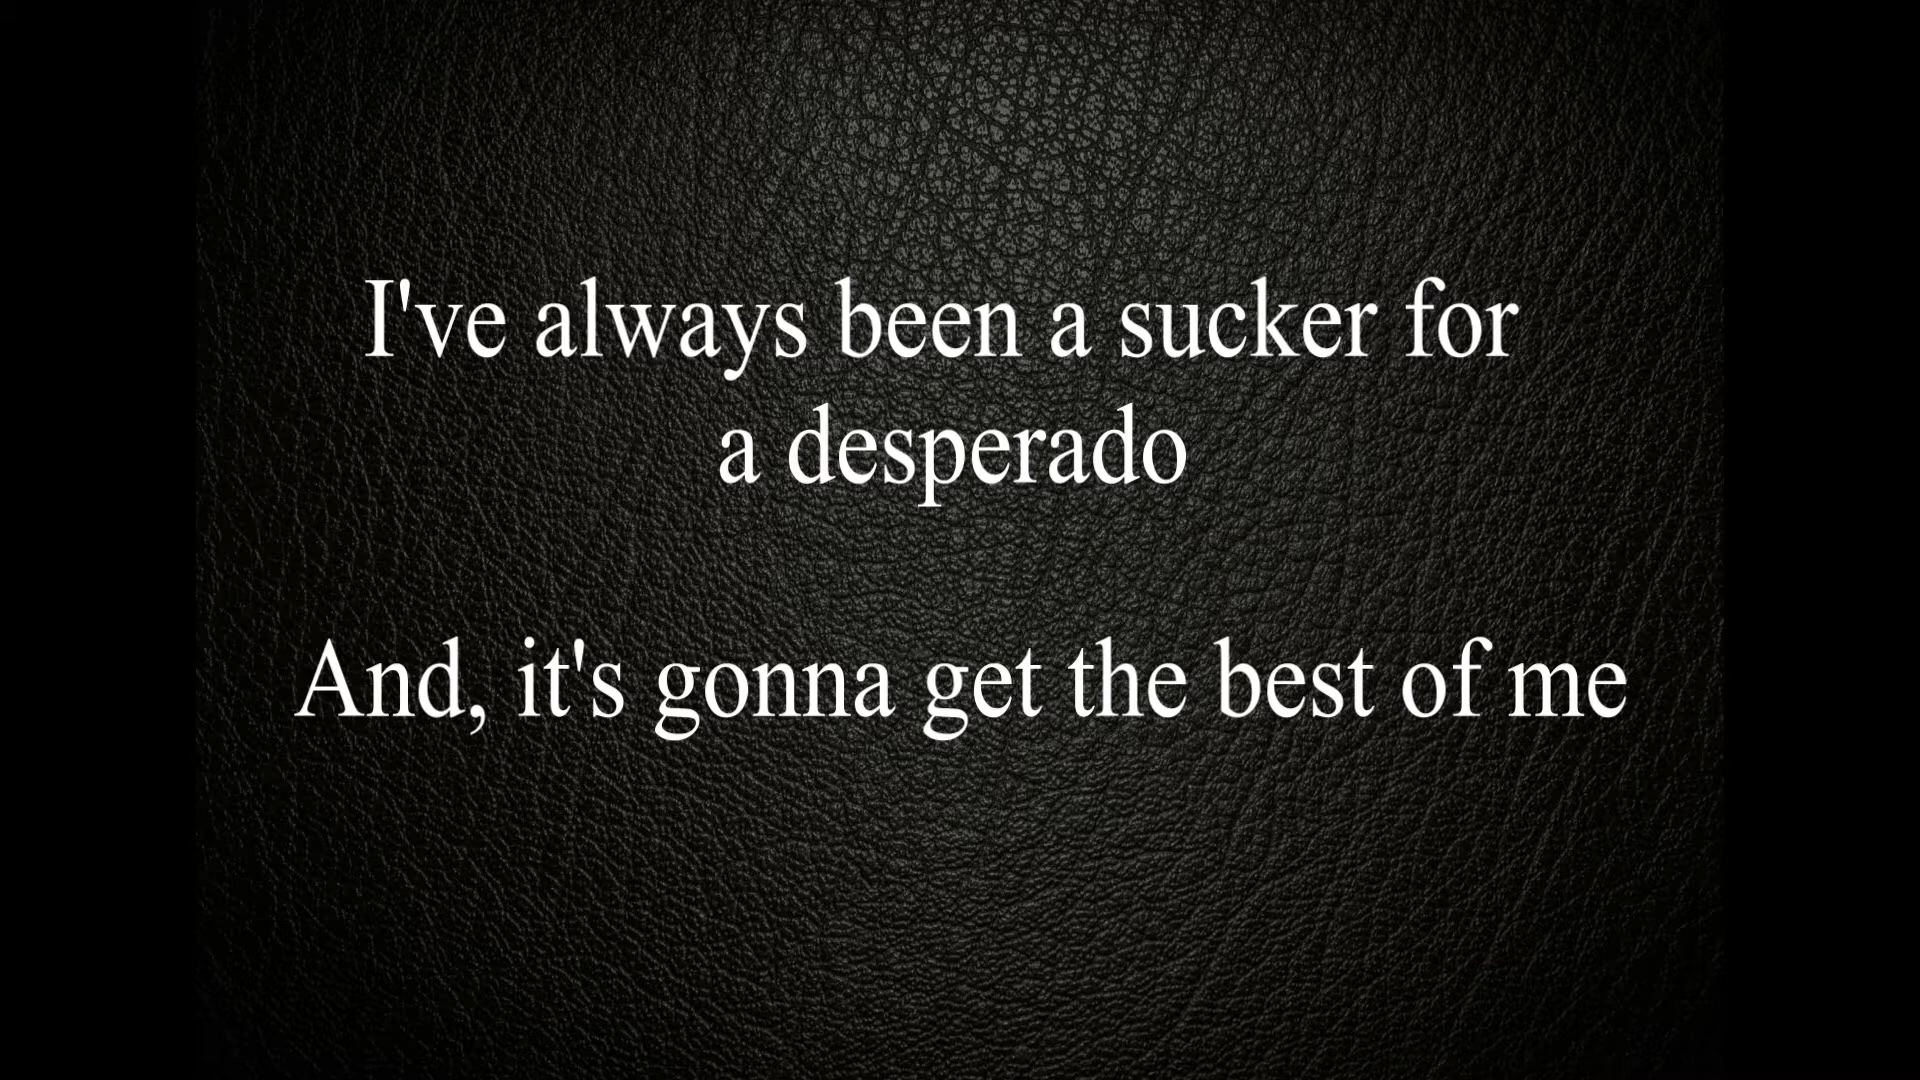 I've always been a sucker for
a desperado
And, it's gonna get the best of me